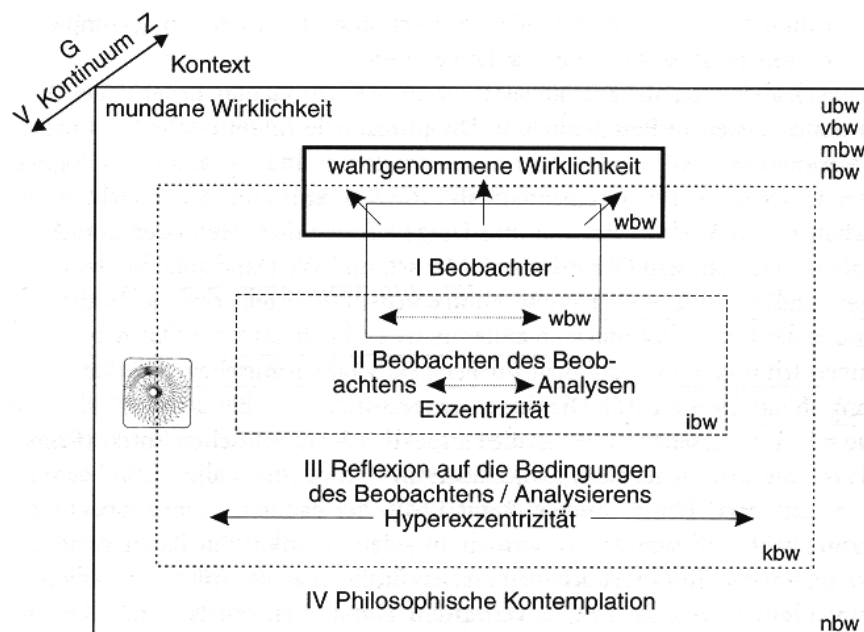 V Kontinuum Z
G
Kontext
mundane Wirklichkeit
ubw
vbw
mbw
nbw
wahrgenommene Wirklichkeit
wbw
I Beobachter
wbw
II Beobachten des Beob-
achtens Analysen
Exzentrizität
ibw
III Reflexion auf die Bedingungen
des Beobachtens / Analysierens
Hyperexzentrizität
kbw
IV Philosophische Kontemplation
nbw